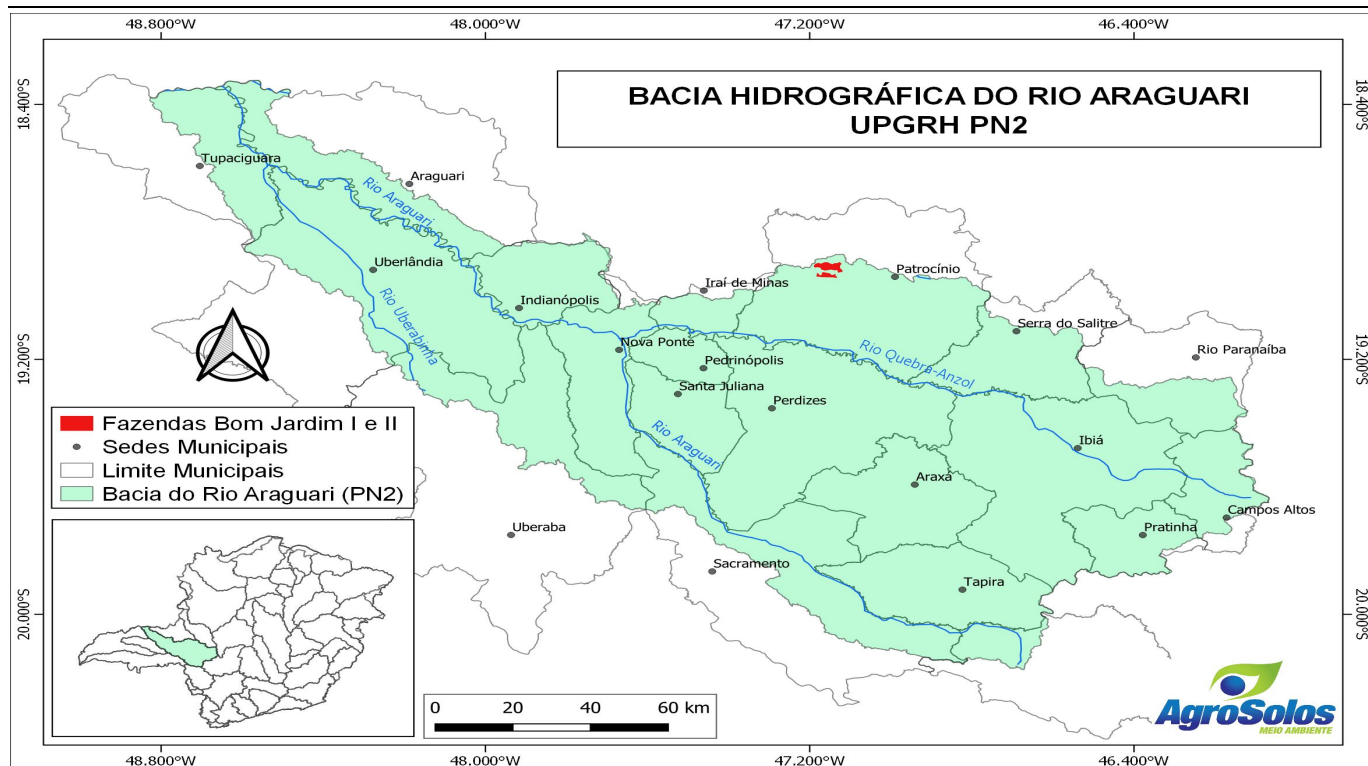 48.800°W
48.000°W
47.200°W
46.400°W
18.400°S
18.400°S
BACIA HIDROGRÁFICA DO RIO ARAGUARI
UPGRH PN2
Tupaciguara
Araguari
Rio Araguari
Uberlândia
Patrocínio
Iraí de Minas
Indianópolis
Rio Uberabinha
Serra do Salitre
Nova Ponte
Rio Quebra-Anzol
Rio Paranaíba
19.200°S
19.200°S
Pedrinópolis
Santa Juliana
Perdizes
Fazendas Bom Jardim I e II
Sedes Municipais
Limite Municipais
Bacia do Rio Araguari (PN2)
Rio Araguari
Ibiá
Araxá
Campos Altos
Uberaba
Pratinha
Sacramento
Tapira
20.000°S
20.000°S
0 20 40 60 km
AgroSolos
MEIO AMBIENTE
48.800°W
48.000°W
47.200°W
46.400°W